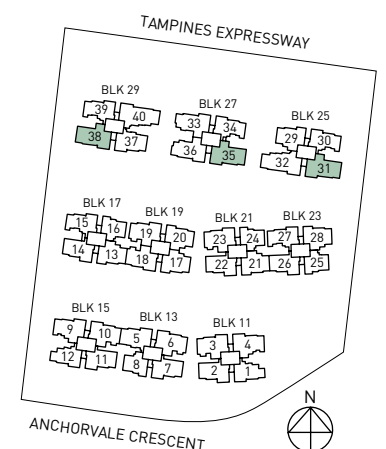 TAMPINES EXPRESSWAY
BLK 29
39 40
38 37
BLK 27
33 34
36 35
BLK 25
29 30
32 31
BLK 17
15 16
14 13
BLK 19
19 20
18 17
BLK 21
23 24
22 21
BLK 23
27 28
26 25
BLK 15
9 10
12 11
BLK 13
5 6
8 7
BLK 11
3 4
2 1
N
ANCHORVALE CRESCENT